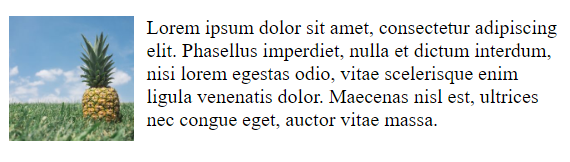 Lorem ipsum dolor sit amet, consectetur adipiscing
elit. Phasellus imperdiet, nulla et dictum interdum,
nisi lorem egestas odio, vitae scelerisque enim
ligula venenatis dolor. Maecenas nisl est, ultrices
nec congue eget, auctor vitae massa.